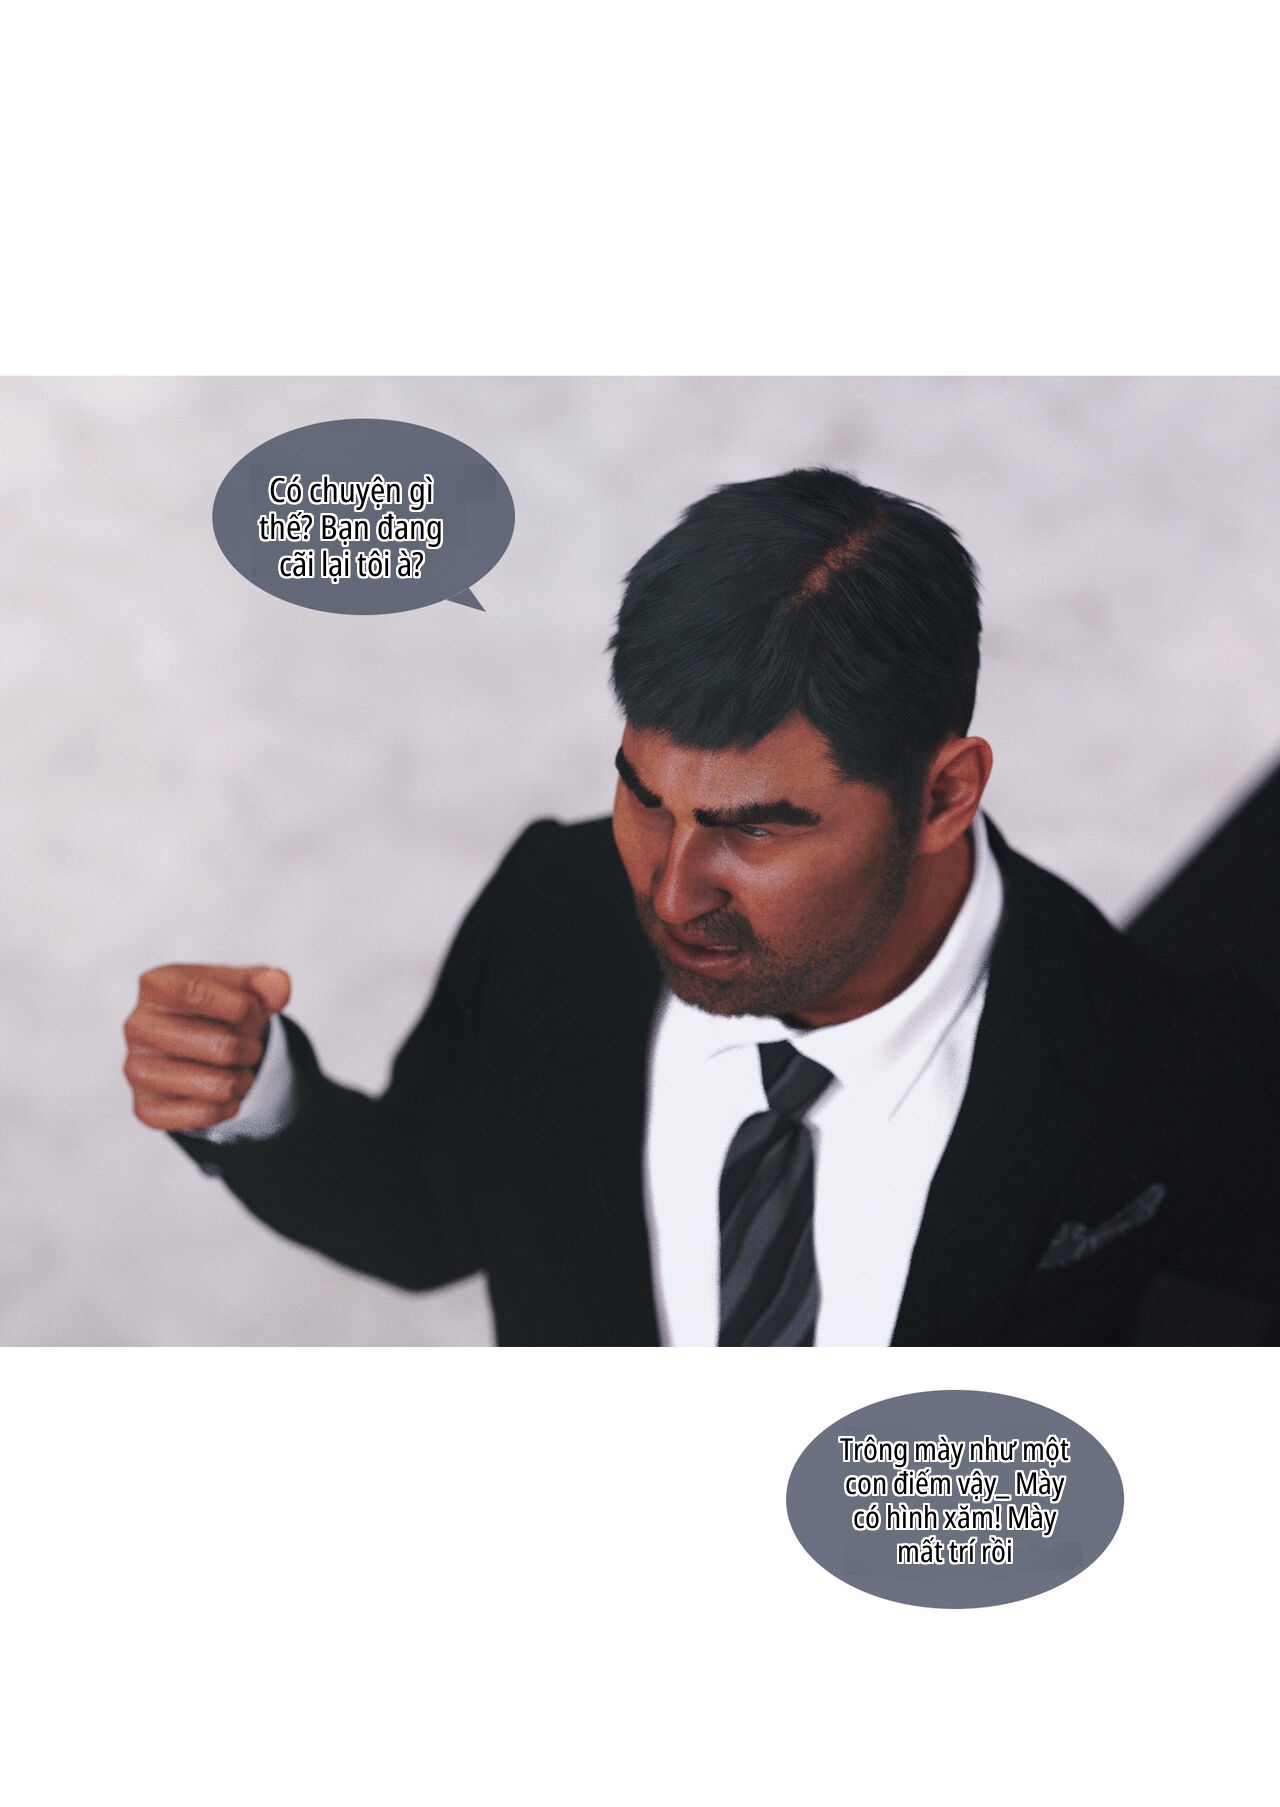 Có chuyện gì
thế? Bạn đang
cãi lại tôi à?
Trông mày như một
con điếm vậy_ Mày
có hình xăm! Mày
mất trí rồi